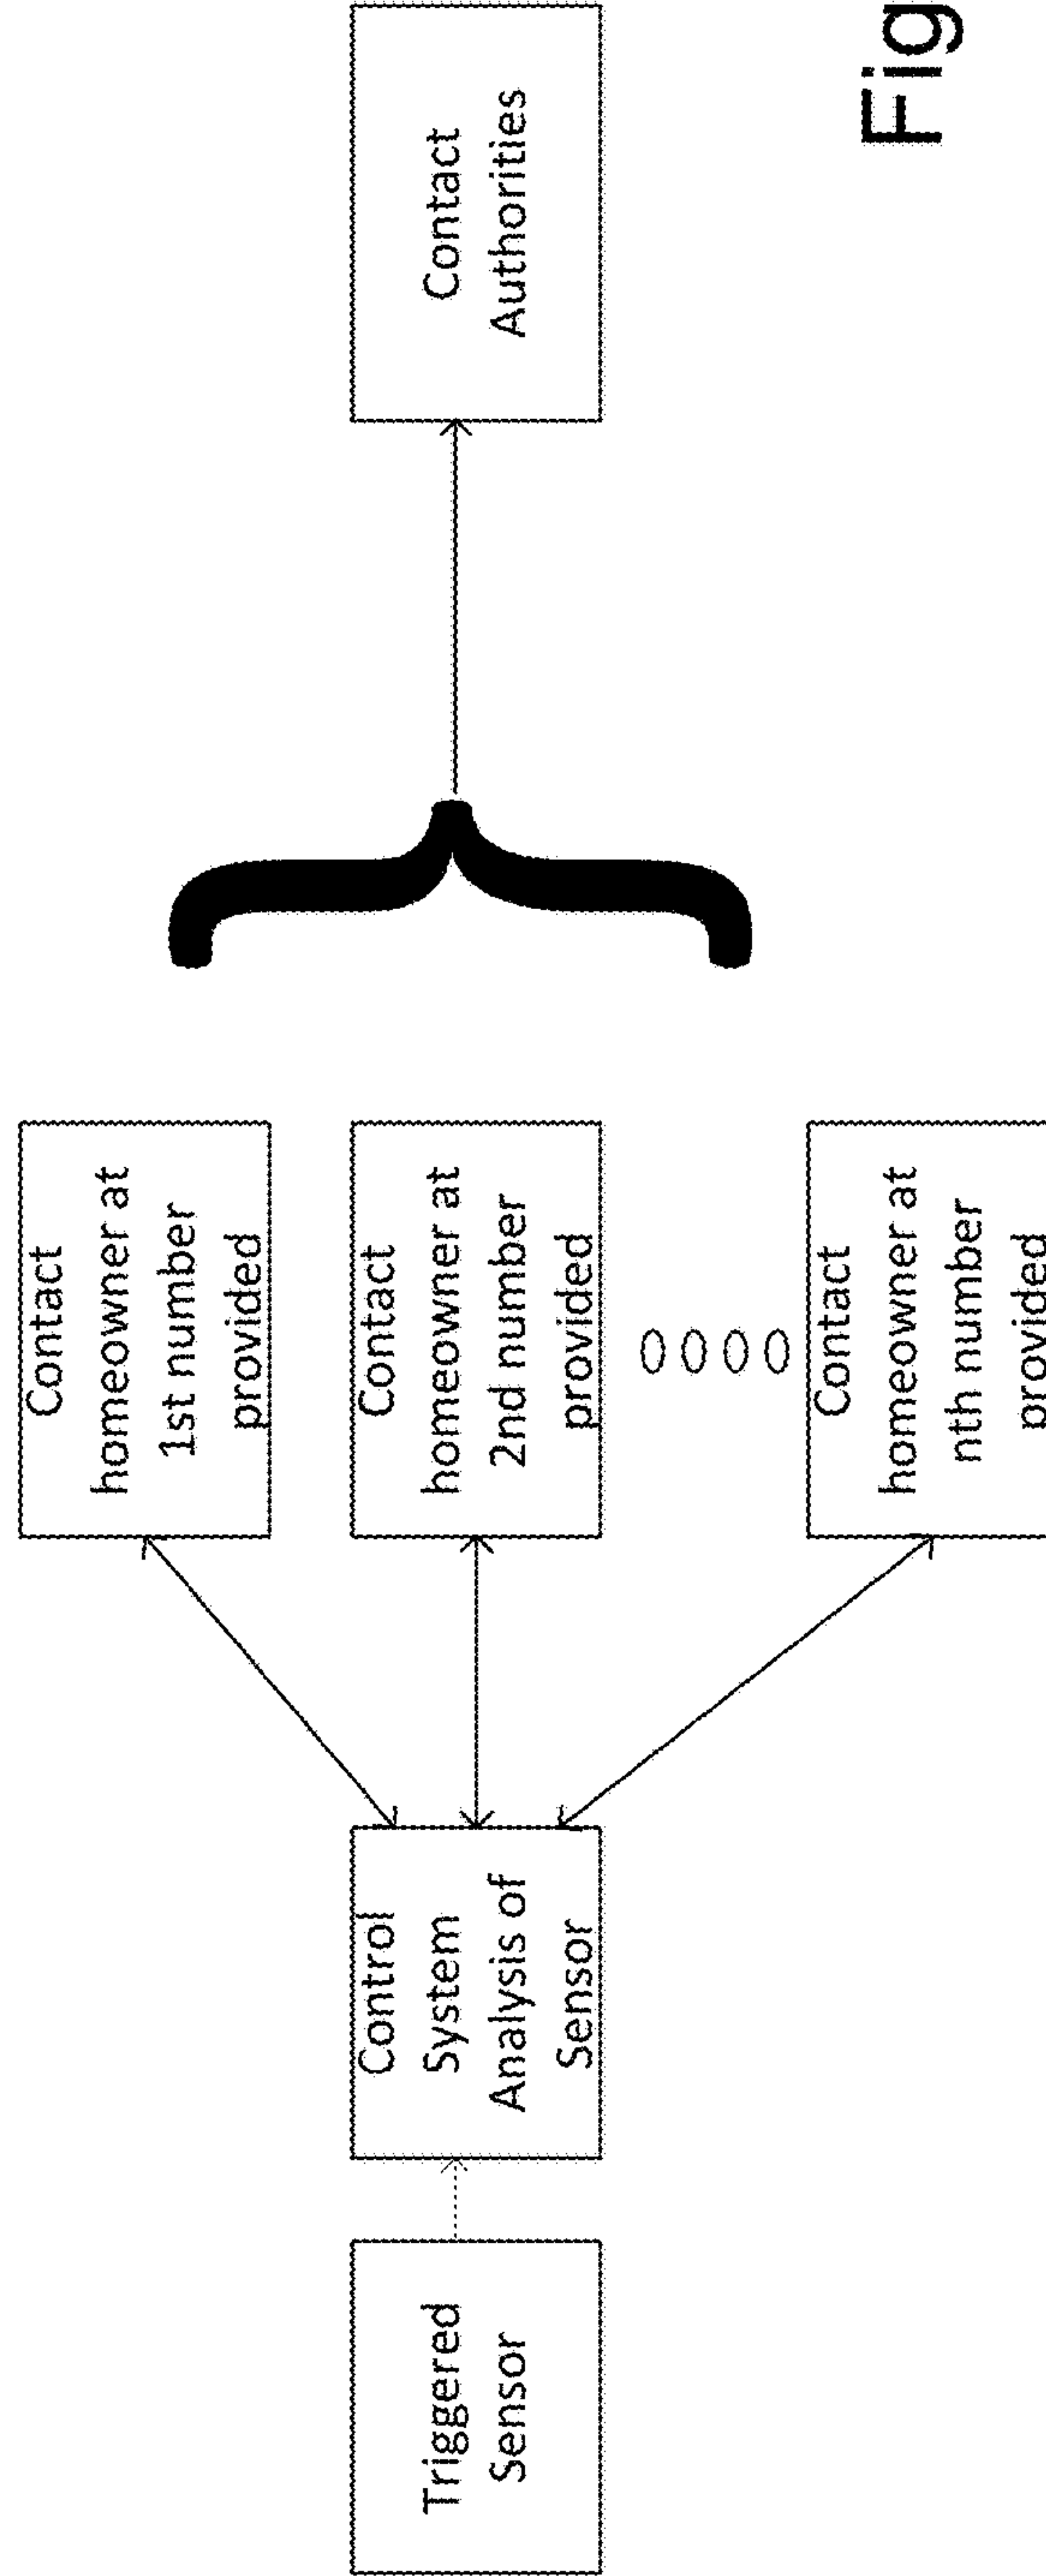 Triggered
Sensor
Control
System
Analysis of
Sensor
Contact
homeowner at
1st number
provided
Contact
homeowner at
2nd number
provided
Contact
homeowner at
nth number
provided
Contact
Authorities
Fig